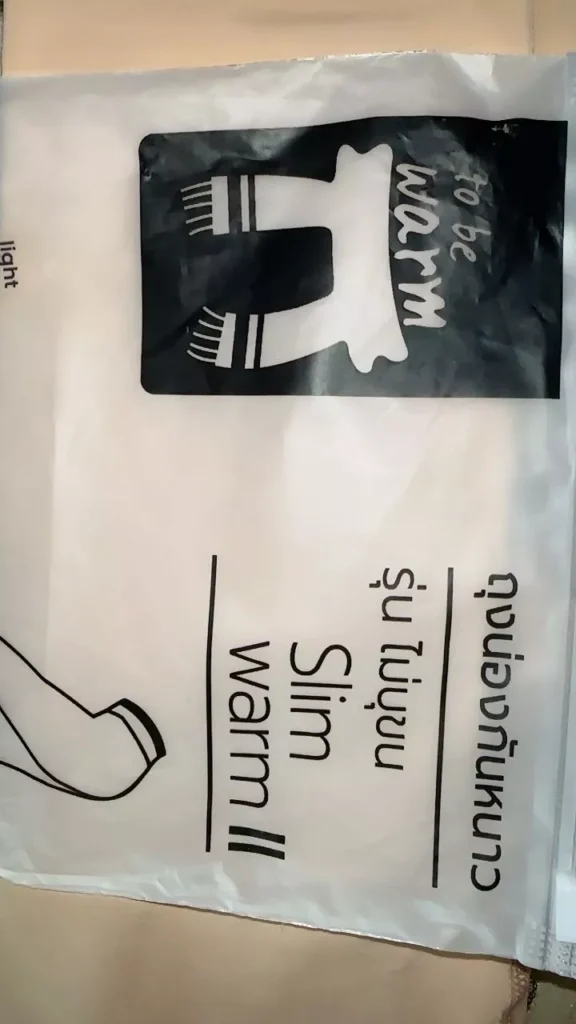 to be
warm
ถุงน่องกันหนาว
รุ่น ไม่บุขน
Slim
warm II
light